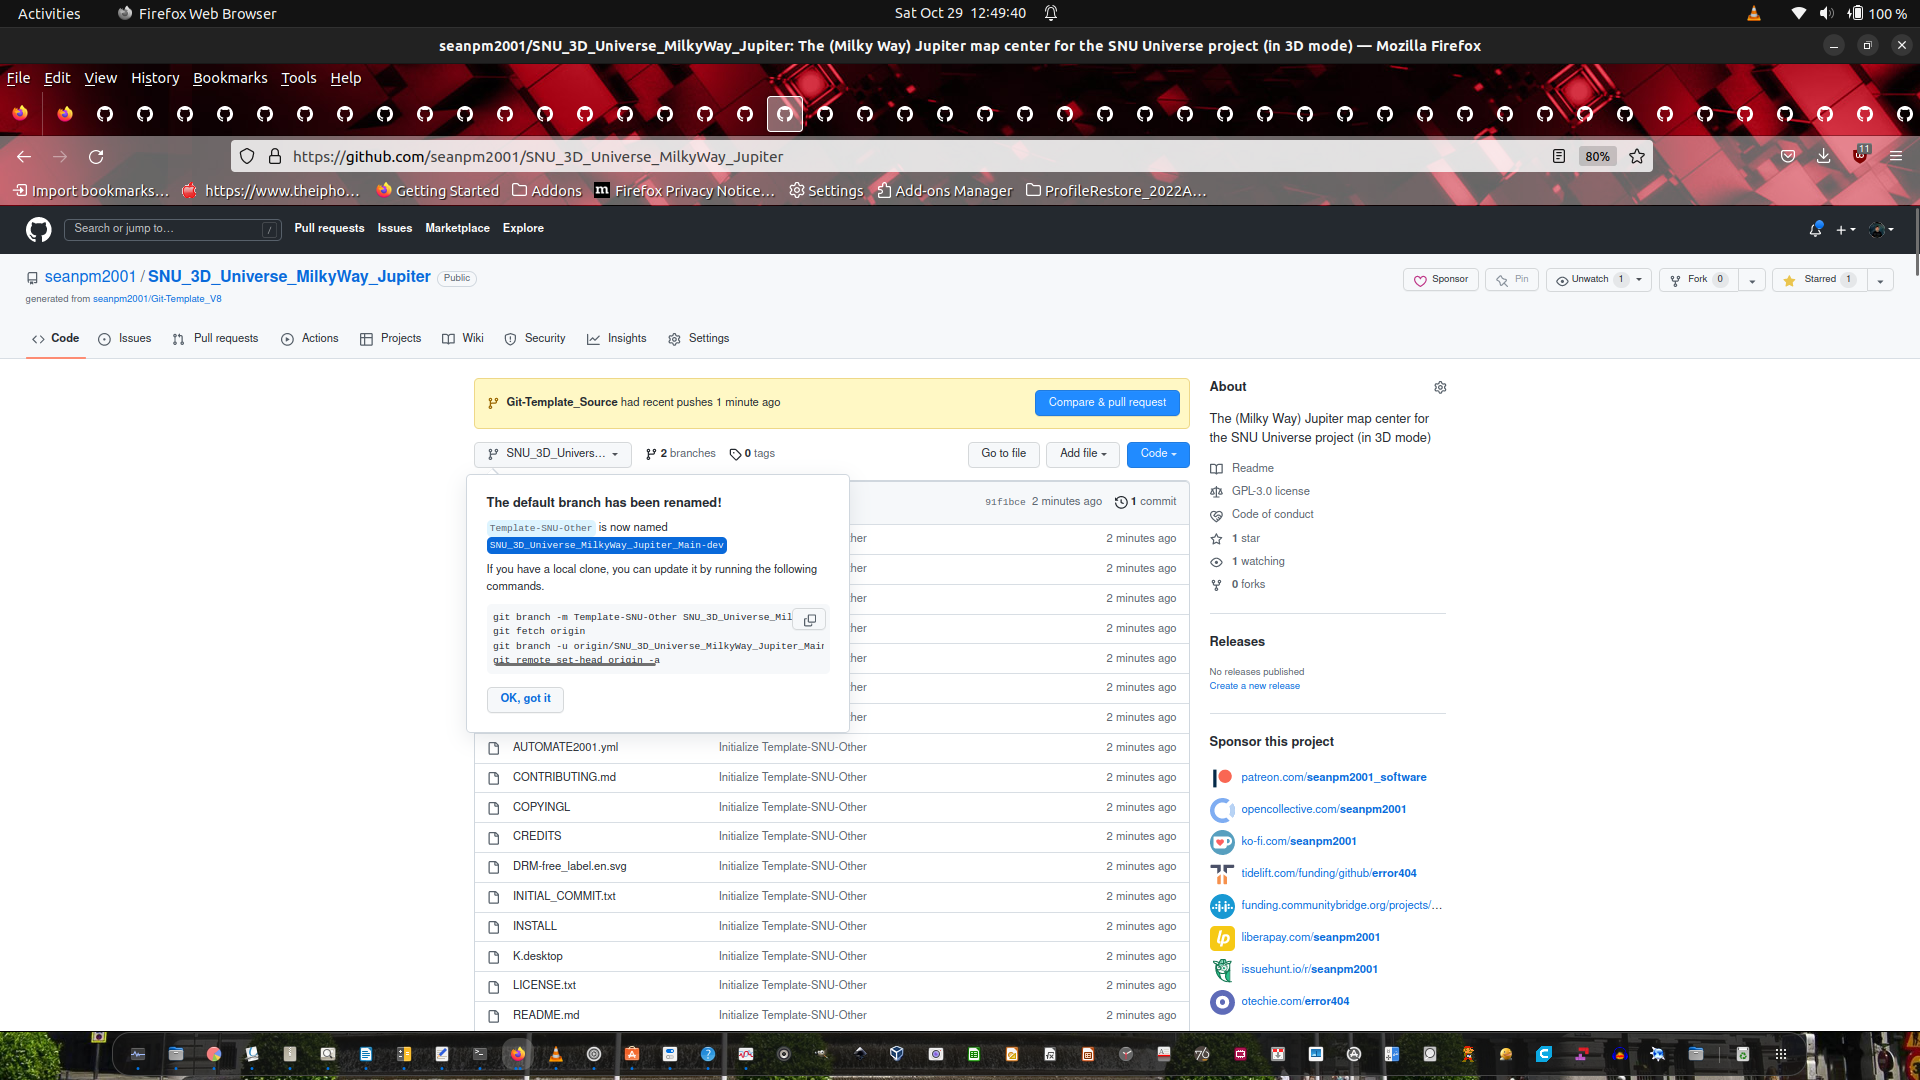 Activities
Firefox Web Browser
Sat Oct 29 12:49:40
100 %
seanpm2001/SNU_3D_Universe_MilkyWay_Jupiter: The (Milky Way) Jupiter map center for the SNU Universe project (in 3D mode) — Mozilla Firefox
File Edit View History Bookmarks Tools Help
https://github.com/seanpm2001/SNU_3D_Universe_MilkyWay_Jupiter
80%
11
Import bookmarks…
https://www.theipho…
Getting Started
Addons
Firefox Privacy Notice…
Settings
Add-ons Manager
ProfileRestore_2022A…
Search or jump to…
/
Pull requests
Issues
Marketplace
Explore
seanpm2001 / SNU_3D_Universe_MilkyWay_Jupiter
Public
generated from seanpm2001/Git-Template_V8
Sponsor
Pin
Unwatch 1
Fork 0
Starred 1
Code
Issues
Pull requests
Actions
Projects
Wiki
Security
Insights
Settings
Git-Template_Source had recent pushes 1 minute ago
Compare & pull request
SNU_3D_Univers…
2 branches
0 tags
Go to file
Add file
Code
The default branch has been renamed!
Template-SNU-Other is now named
SNU_3D_Universe_MilkyWay_Jupiter_Main-dev
If you have a local clone, you can update it by running the following
commands.
git branch -m Template-SNU-Other SNU_3D_Universe_Mil
git fetch origin
git branch -u origin/SNU_3D_Universe_MilkyWay_Jupiter_Main
git remote set-head origin -a
OK, got it
91f1bce 2 minutes ago
1 commit
her 2 minutes ago
her 2 minutes ago
her 2 minutes ago
her 2 minutes ago
her 2 minutes ago
her 2 minutes ago
her 2 minutes ago
AUTOMATE2001.yml Initialize Template-SNU-Other 2 minutes ago
CONTRIBUTING.md Initialize Template-SNU-Other 2 minutes ago
COPYINGL Initialize Template-SNU-Other 2 minutes ago
CREDITS Initialize Template-SNU-Other 2 minutes ago
DRM-free_label.en.svg Initialize Template-SNU-Other 2 minutes ago
INITIAL_COMMIT.txt Initialize Template-SNU-Other 2 minutes ago
INSTALL Initialize Template-SNU-Other 2 minutes ago
K.desktop Initialize Template-SNU-Other 2 minutes ago
LICENSE.txt Initialize Template-SNU-Other 2 minutes ago
README.md Initialize Template-SNU-Other 2 minutes ago
About
The (Milky Way) Jupiter map center for
the SNU Universe project (in 3D mode)
Readme
GPL-3.0 license
Code of conduct
1 star
1 watching
0 forks
Releases
No releases published
Create a new release
Sponsor this project
patreon.com/seanpm2001_software
opencollective.com/seanpm2001
ko-fi.com/seanpm2001
tidelift.com/funding/github/error404
funding.communitybridge.org/projects/…
liberapay.com/seanpm2001
issuehunt.io/r/seanpm2001
otechie.com/error404